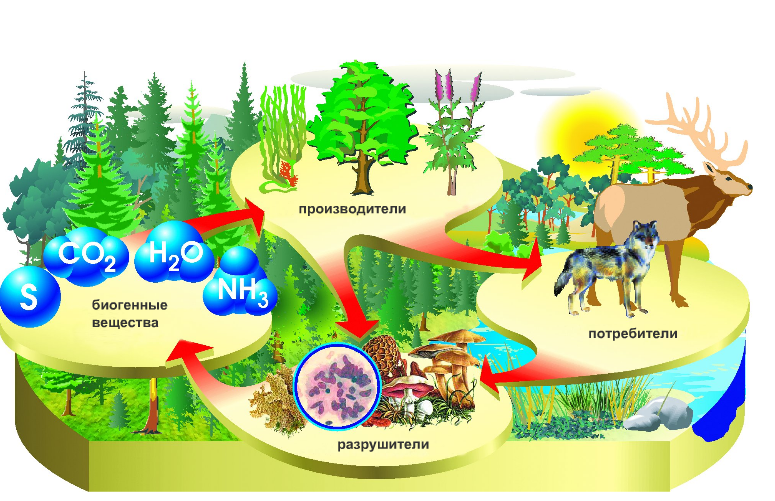 производители
CO₂
H₂O
S
NH₃
биогенные
вещества
потребители
разрушители